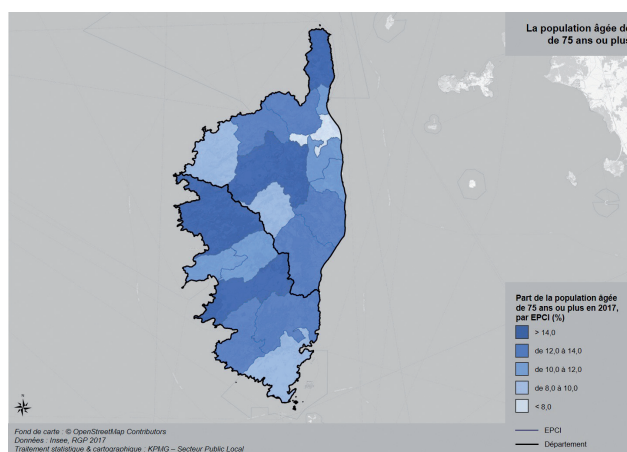 La population âgée de
de 75 ans ou plus
Part de la population âgée
de 75 ans ou plus en 2017,
par EPCI (%)
> 14,0
de 12,0 à 14,0
de 10,0 à 12,0
de 8,0 à 10,0
< 8,0
EPCI
Département
Fond de carte : © OpenStreetMap Contributors
Données : Insee, RGP 2017
Traitement statistique & cartographique : KPMG – Secteur Public Local